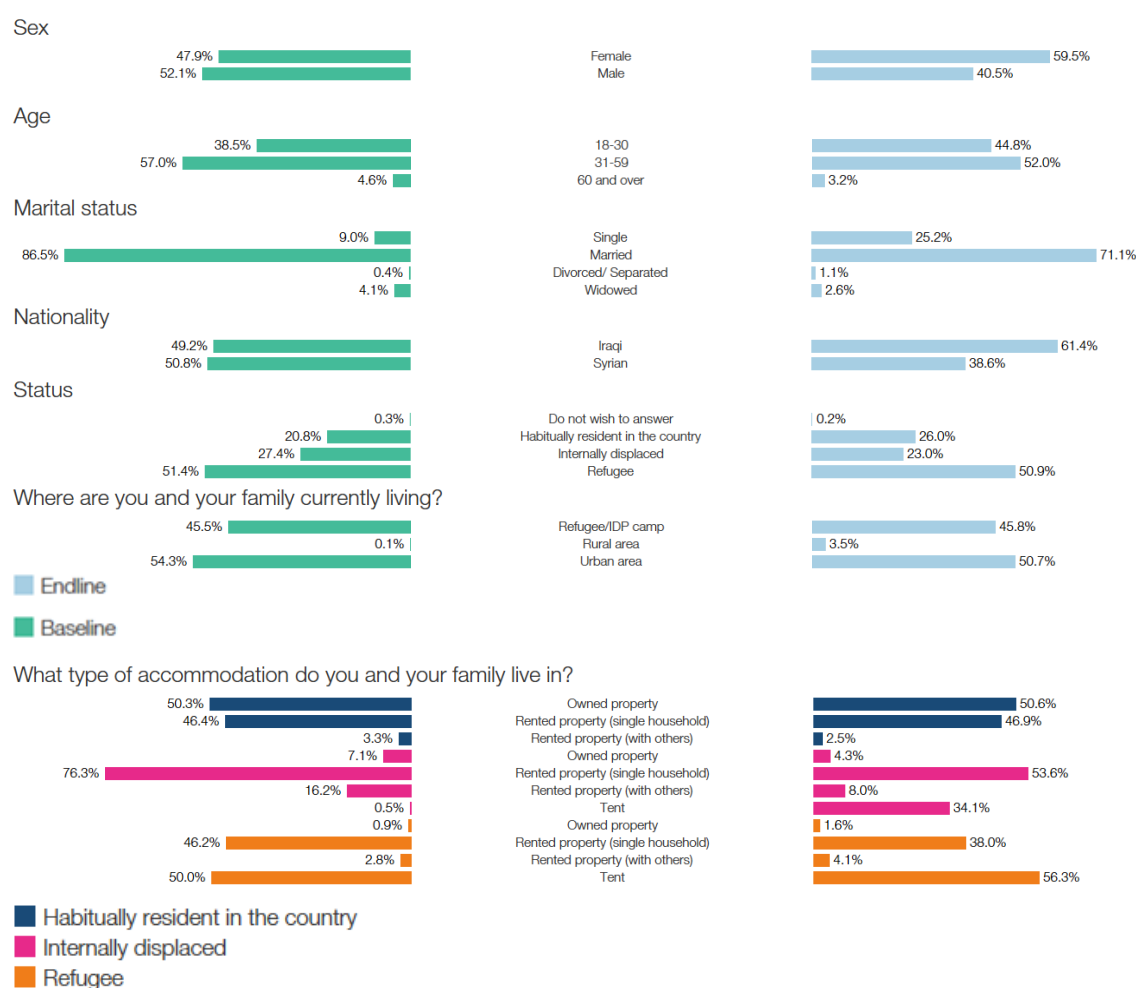 Sex
47.9% Female 59.5%
52.1% Male 40.5%
Age
38.5% 18-30 44.8%
57.0% 31-59 52.0%
4.6% 60 and over 3.2%
Marital status
9.0% Single 25.2%
86.5% Married 71.1%
0.4% Divorced/ Separated 1.1%
4.1% Widowed 2.6%
Nationality
49.2% Iraqi 61.4%
50.8% Syrian 38.6%
Status
0.3% Do not wish to answer 0.2%
20.8% Habitually resident in the country 26.0%
27.4% Internally displaced 23.0%
51.4% Refugee 50.9%
Where are you and your family currently living?
45.5% Refugee/IDP camp 45.8%
0.1% Rural area 3.5%
54.3% Urban area 50.7%
Endline
Baseline
What type of accommodation do you and your family live in?
50.3% Owned property 50.6%
46.4% Rented property (single household) 46.9%
3.3% Rented property (with others) 2.5%
7.1% Owned property 4.3%
76.3% Rented property (single household) 53.6%
16.2% Rented property (with others) 8.0%
0.5% Tent 34.1%
0.9% Owned property 1.6%
46.2% Rented property (single household) 38.0%
2.8% Rented property (with others) 4.1%
50.0% Tent 56.3%
Habitually resident in the country
Internally displaced
Refugee